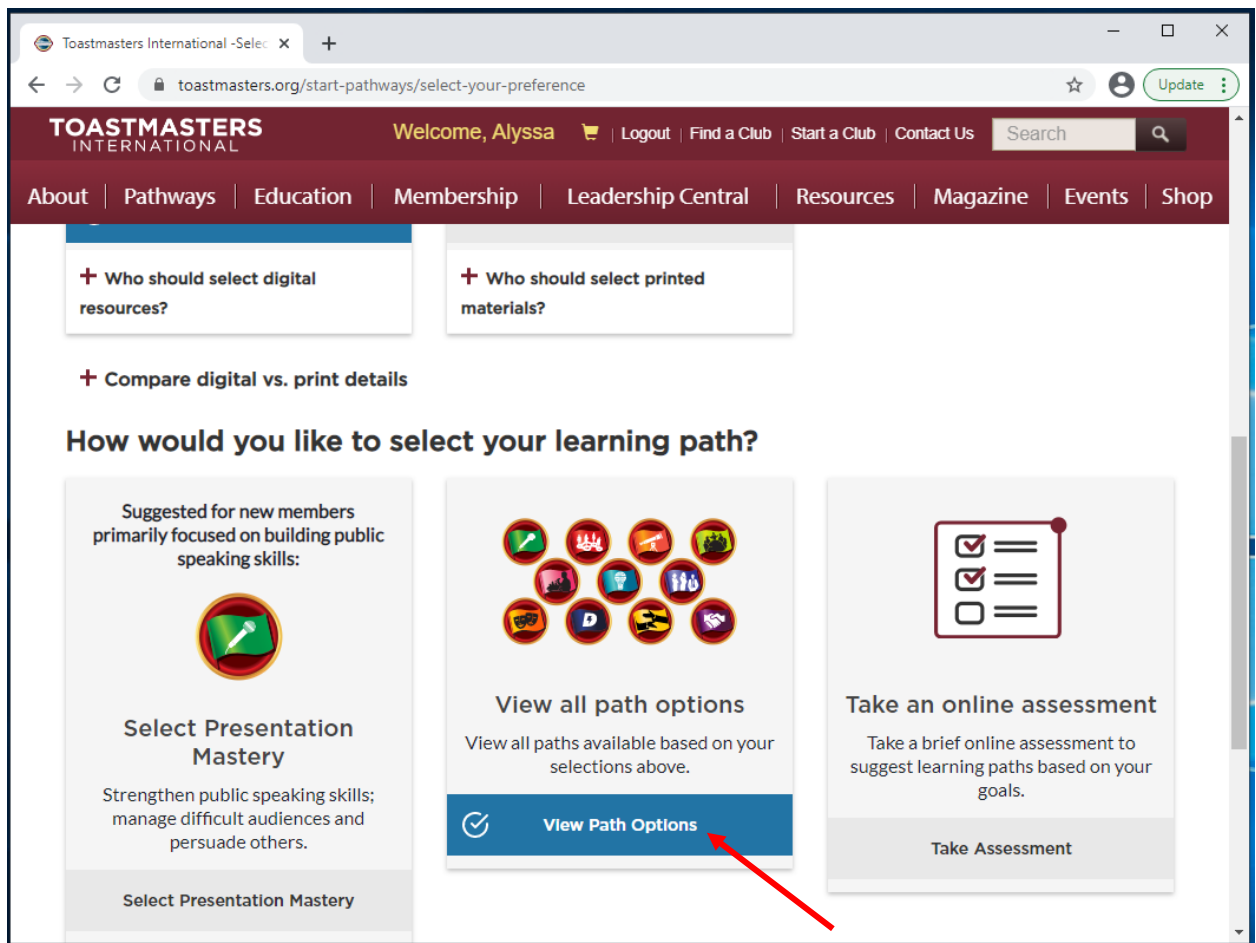 Toastmasters International -Selec
toastmasters.org/start-pathways/select-your-preference
Update
TOASTMASTERS
INTERNATIONAL
Welcome, Alyssa | Logout | Find a Club | Start a Club | Contact Us Search
About | Pathways | Education | Membership | Leadership Central | Resources | Magazine | Events | Shop
+ Who should select digital
resources?
+ Who should select printed
materials?
+ Compare digital vs. print details
How would you like to select your learning path?
Suggested for new members
primarily focused on building public
speaking skills:
Select Presentation
Mastery
Strengthen public speaking skills;
manage difficult audiences and
persuade others.
Select Presentation Mastery
View all path options
View all paths available based on your
selections above.
View Path Options
Take an online assessment
Take a brief online assessment to
suggest learning paths based on your
goals.
Take Assessment